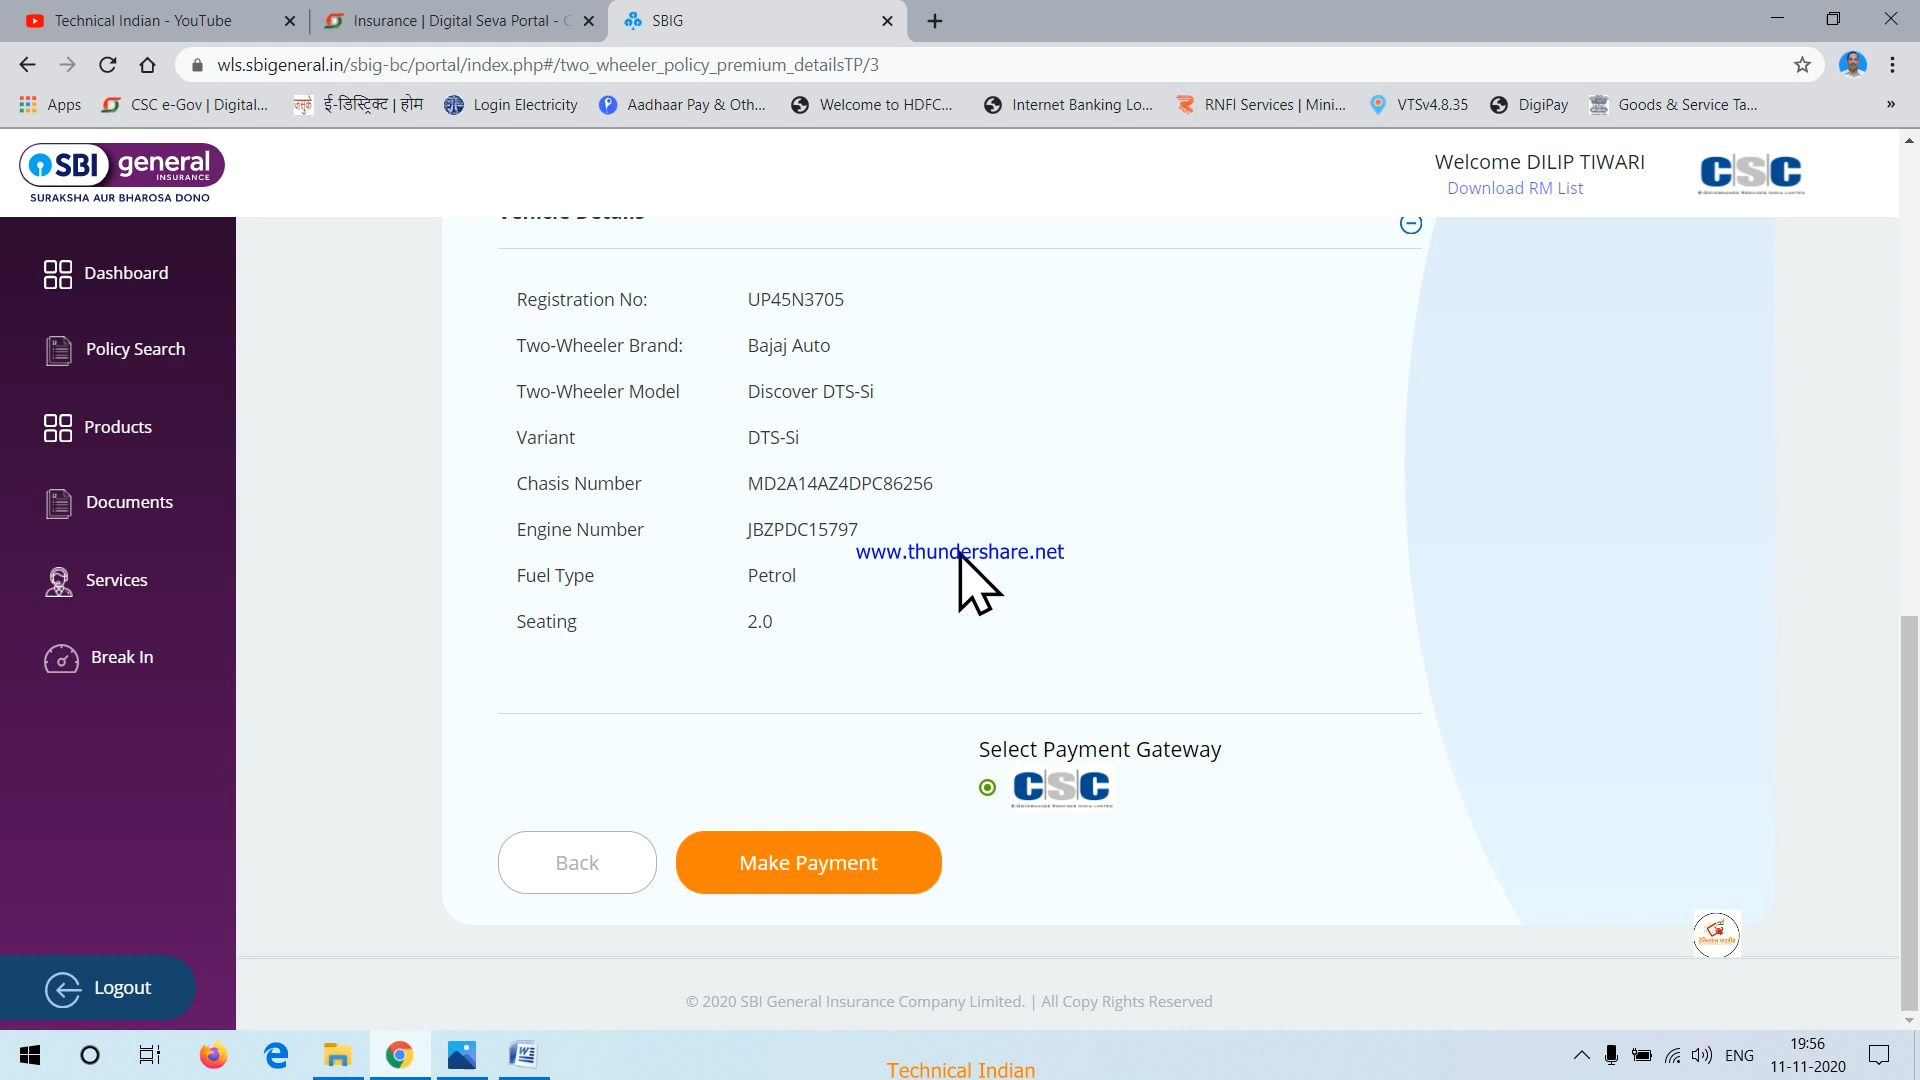 Technical Indian - YouTube
Insurance | Digital Seva Portal - C
SBIG
wls.sbigeneral.in/sbig-bc/portal/index.php#/two_wheeler_policy_premium_detailsTP/3
Apps
CSC e-Gov | Digital...
ई-डिस्ट्रिक्ट | होम
Login Electricity
Aadhaar Pay & Oth...
Welcome to HDFC...
Internet Banking Lo...
RNFI Services | Mini...
VTSv4.8.35
DigiPay
Goods & Service Ta...
»
SBI general
INSURANCE
SURAKSHA AUR BHAROSA DONO
Welcome DILIP TIWARI
Download RM List
CSC
Vehicle Details
Dashboard
Policy Search
Products
Documents
Services
Break In
Logout
Registration No: UP45N3705
Two-Wheeler Brand: Bajaj Auto
Two-Wheeler Model Discover DTS-Si
Variant DTS-Si
Chasis Number MD2A14AZ4DPC86256
Engine Number JBZPDC15797
www.thundershare.net
Fuel Type Petrol
Seating 2.0
Select Payment Gateway
CSC
Back
Make Payment
© 2020 SBI General Insurance Company Limited. | All Copy Rights Reserved
Technical Indian
ENG
19:56
11-11-2020